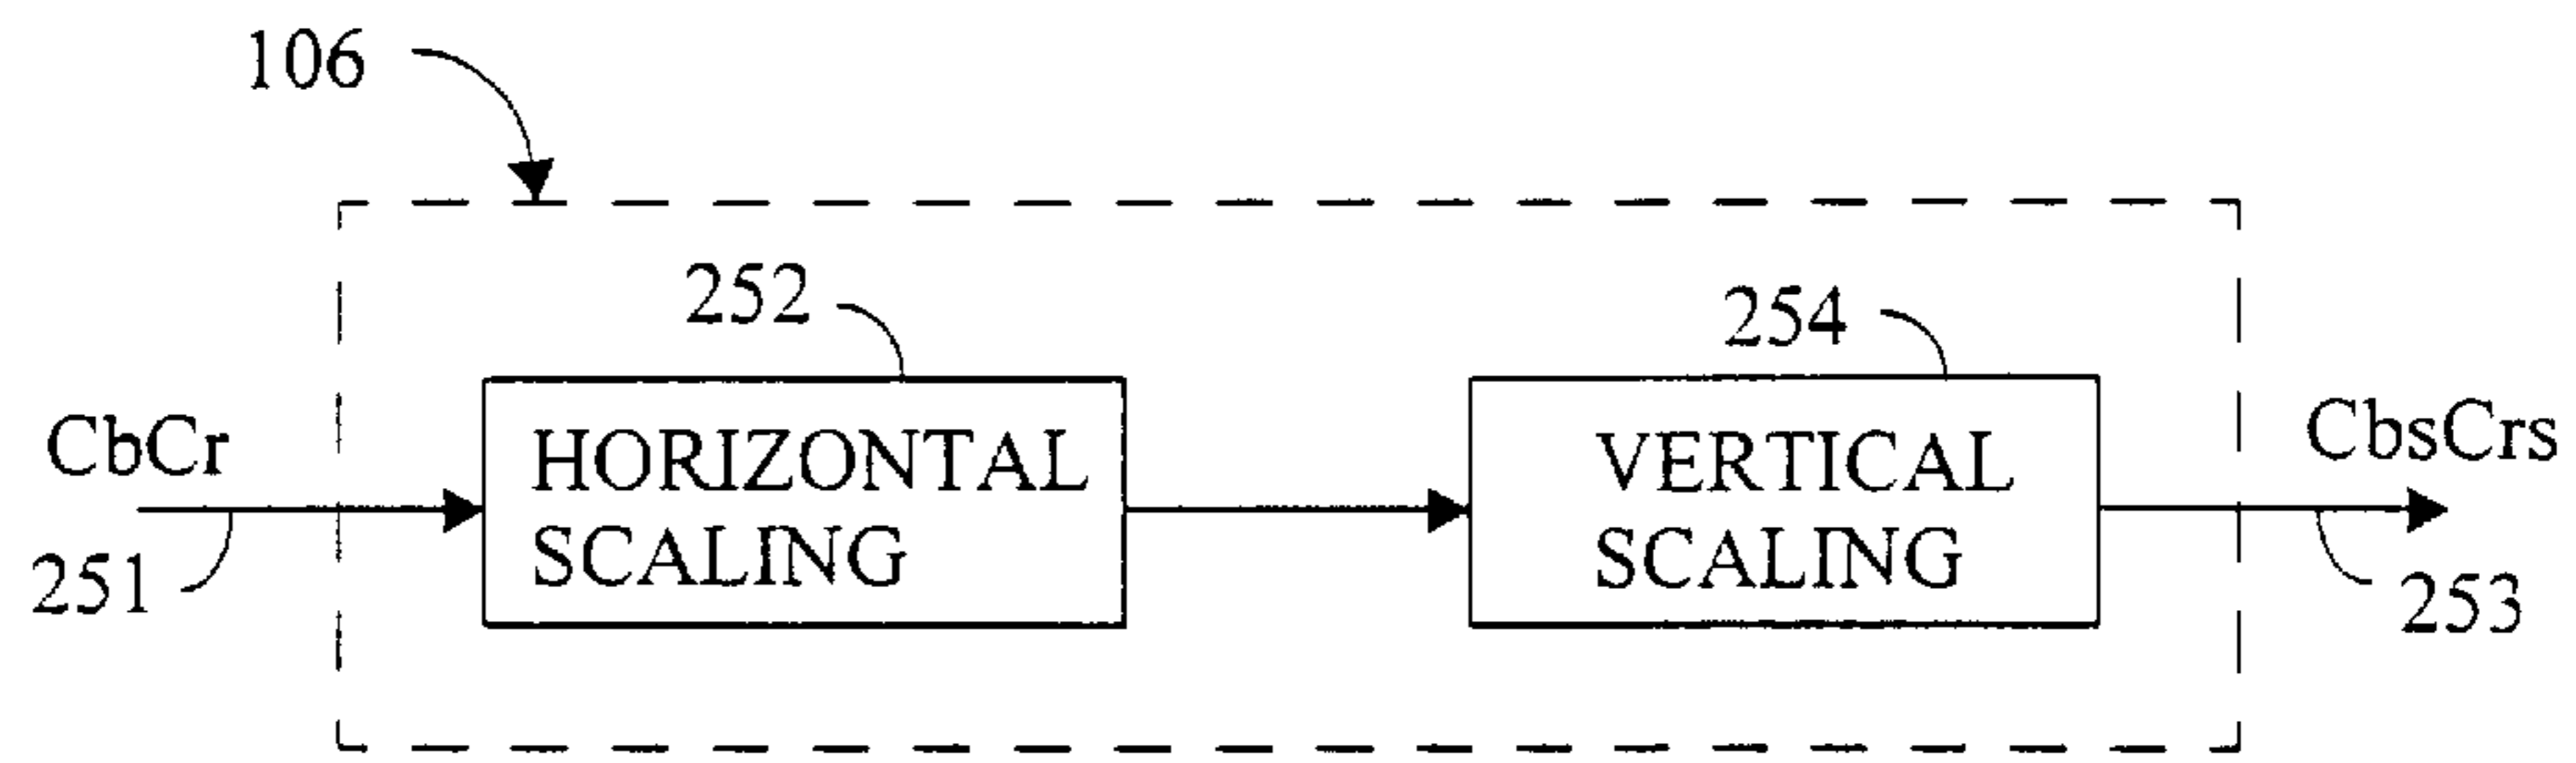 106
252
254
CbCr
HORIZONTAL
SCALING
VERTICAL
SCALING
CbsCrs
251
253